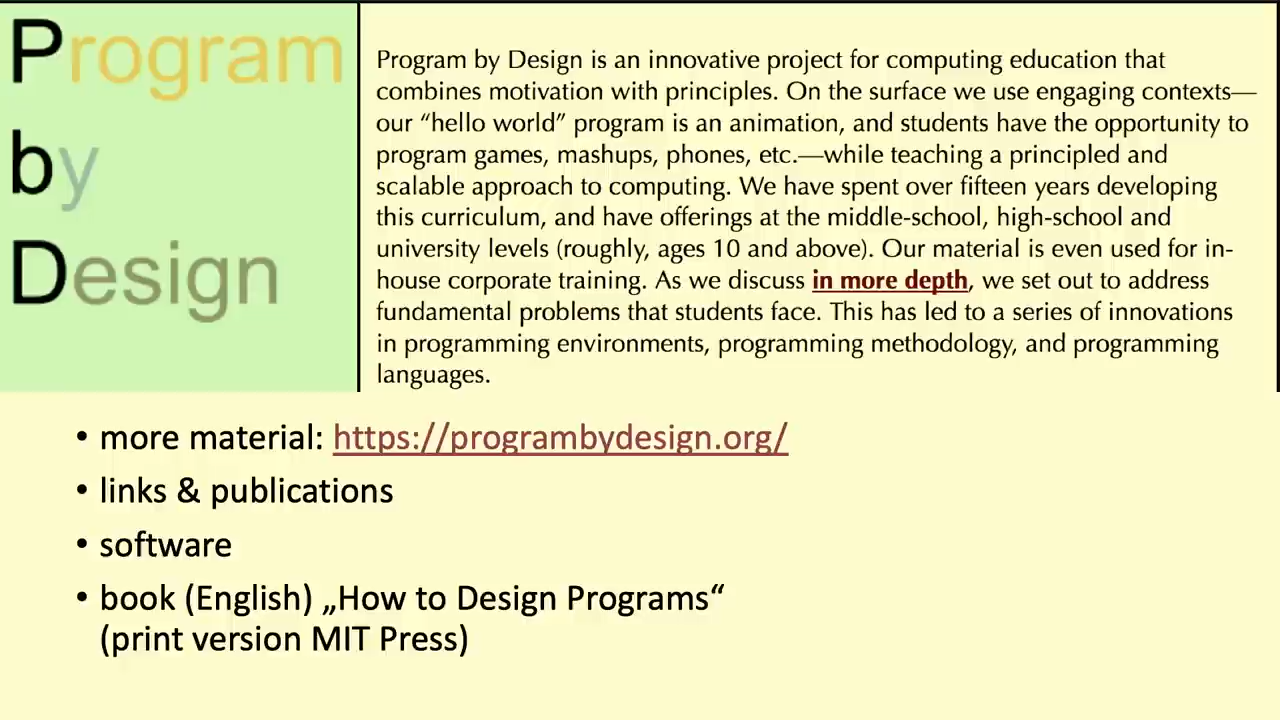 Program
by
Design
Program by Design is an innovative project for computing education that
combines motivation with principles. On the surface we use engaging contexts—
our “hello world” program is an animation, and students have the opportunity to
program games, mashups, phones, etc.—while teaching a principled and
scalable approach to computing. We have spent over fifteen years developing
this curriculum, and have offerings at the middle-school, high-school and
university levels (roughly, ages 10 and above). Our material is even used for in-
house corporate training. As we discuss in more depth, we set out to address
fundamental problems that students face. This has led to a series of innovations
in programming environments, programming methodology, and programming
languages.
• more material: https://programbydesign.org/
• links & publications
• software
• book (English) „How to Design Programs“
(print version MIT Press)